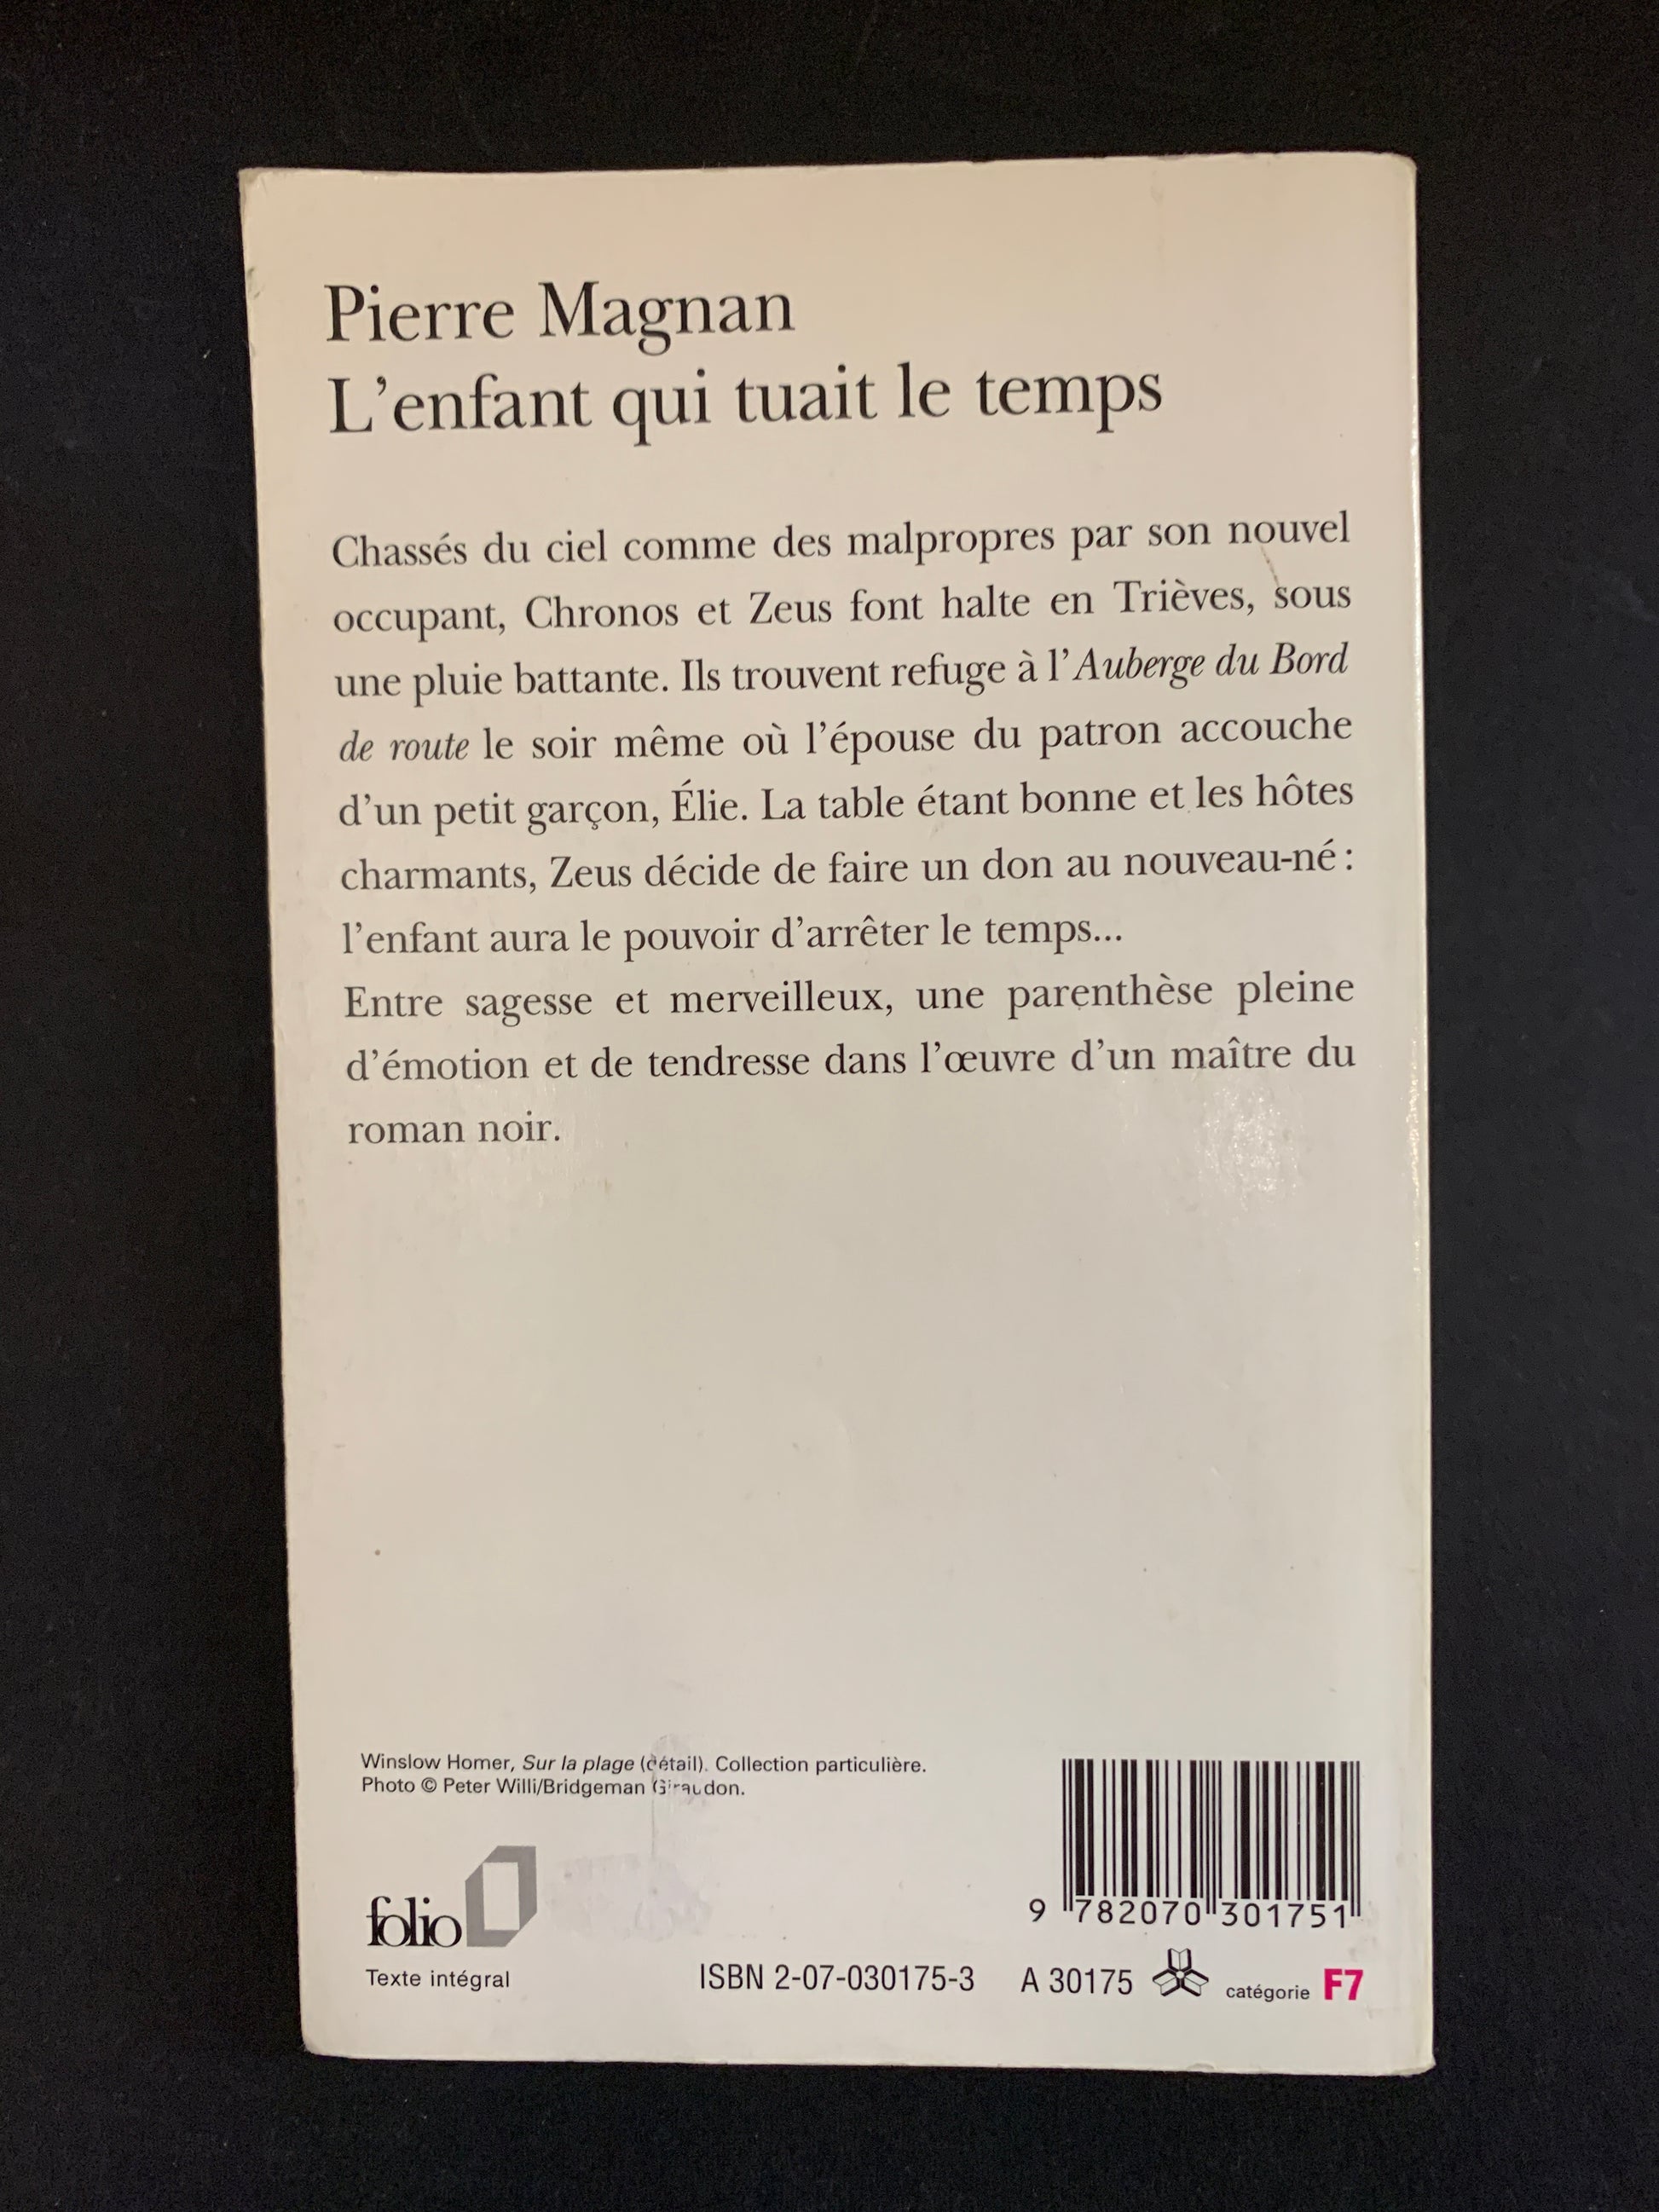 Pierre Magnan
L'enfant qui tuait le temps
Chassés du ciel comme des malpropres par son nouvel
occupant, Chronos et Zeus font halte en Trièves, sous
une pluie battante. Ils trouvent refuge à l'Auberge du Bord
de route le soir même où l'épouse du patron accouche
d'un petit garçon, Élie. La table étant bonne et les hôtes
charmants, Zeus décide de faire un don au nouveau-né :
l'enfant aura le pouvoir d'arrêter le temps...
Entre sagesse et merveilleux, une parenthèse pleine
d'émotion et de tendresse dans l'œuvre d'un maître du
roman noir.
Winslow Homer, Sur la plage (détail). Collection particulière.
Photo © Peter Willi/Bridgeman Giraudon.
folio
Texte intégral
9 782070 301751
ISBN 2-07-030175-3 A 30175 catégorie F7